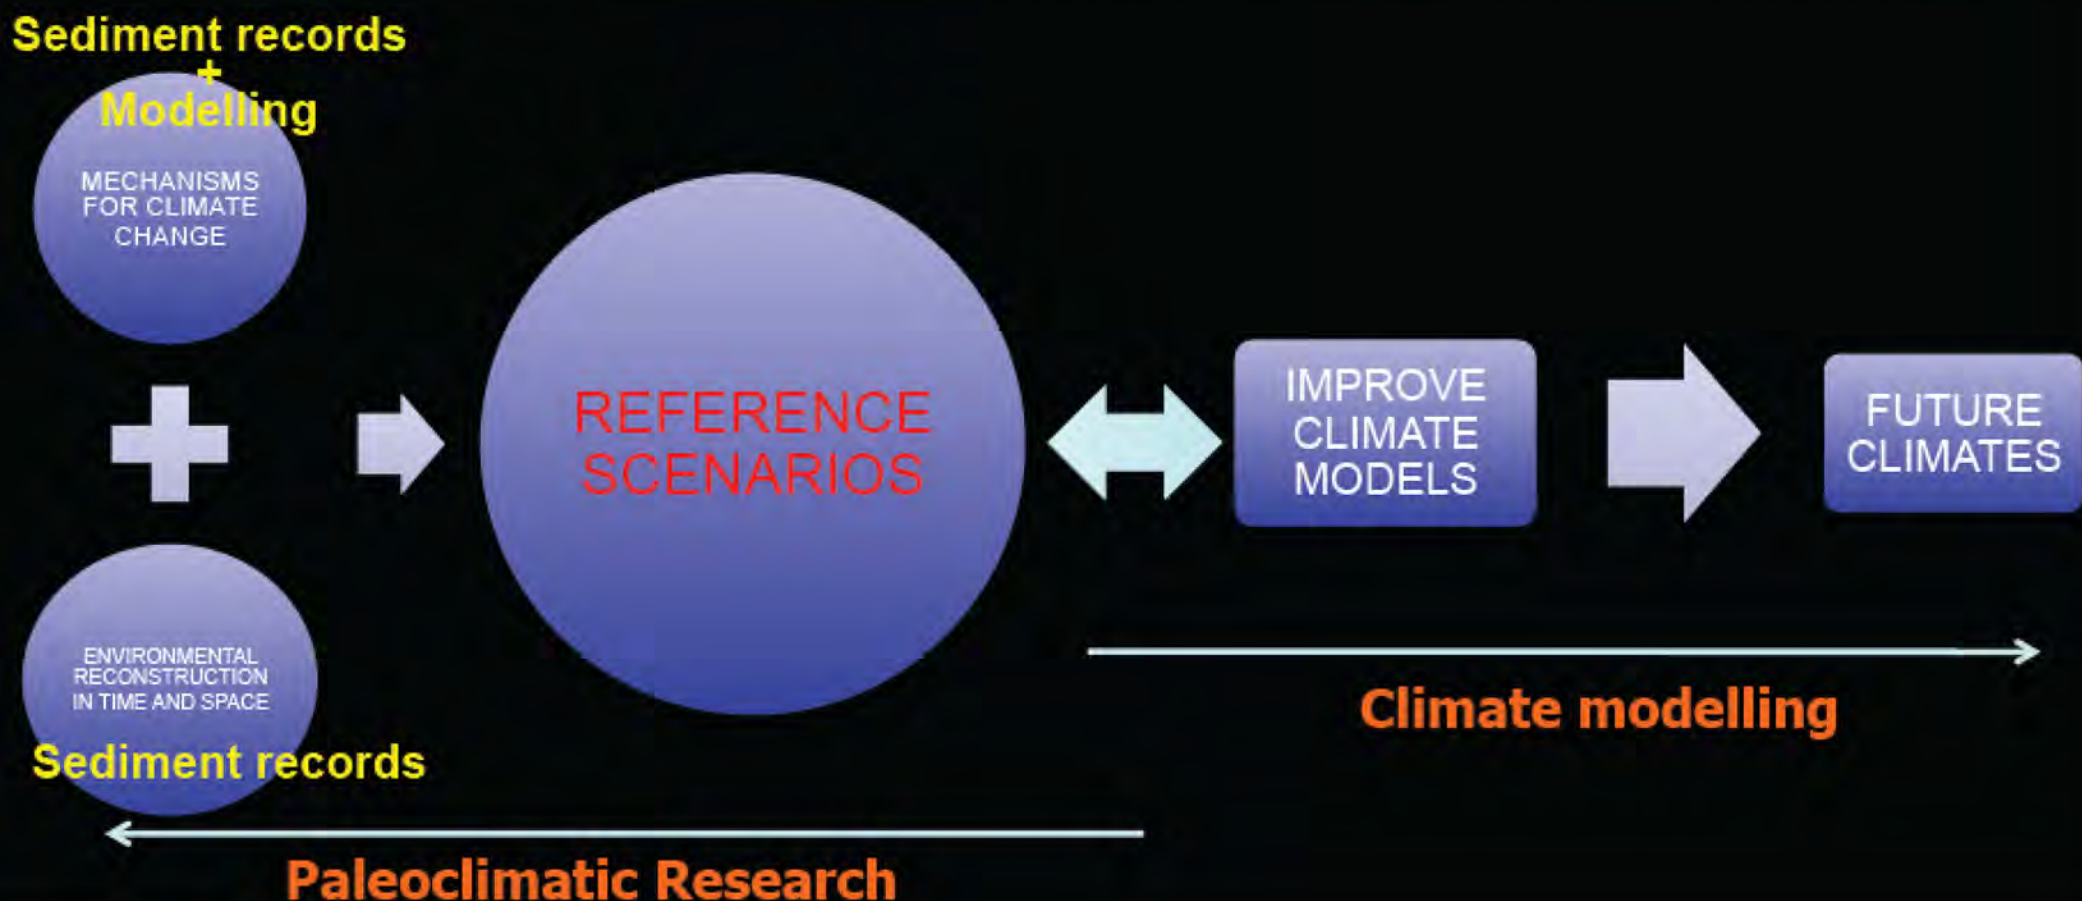 Sediment records
+
Modelling
MECHANISMS
FOR CLIMATE
CHANGE
ENVIRONMENTAL
RECONSTRUCTION
IN TIME AND SPACE
Sediment records
REFERENCE
SCENARIOS
IMPROVE
CLIMATE
MODELS
FUTURE
CLIMATES
Climate modelling
Paleoclimatic Research